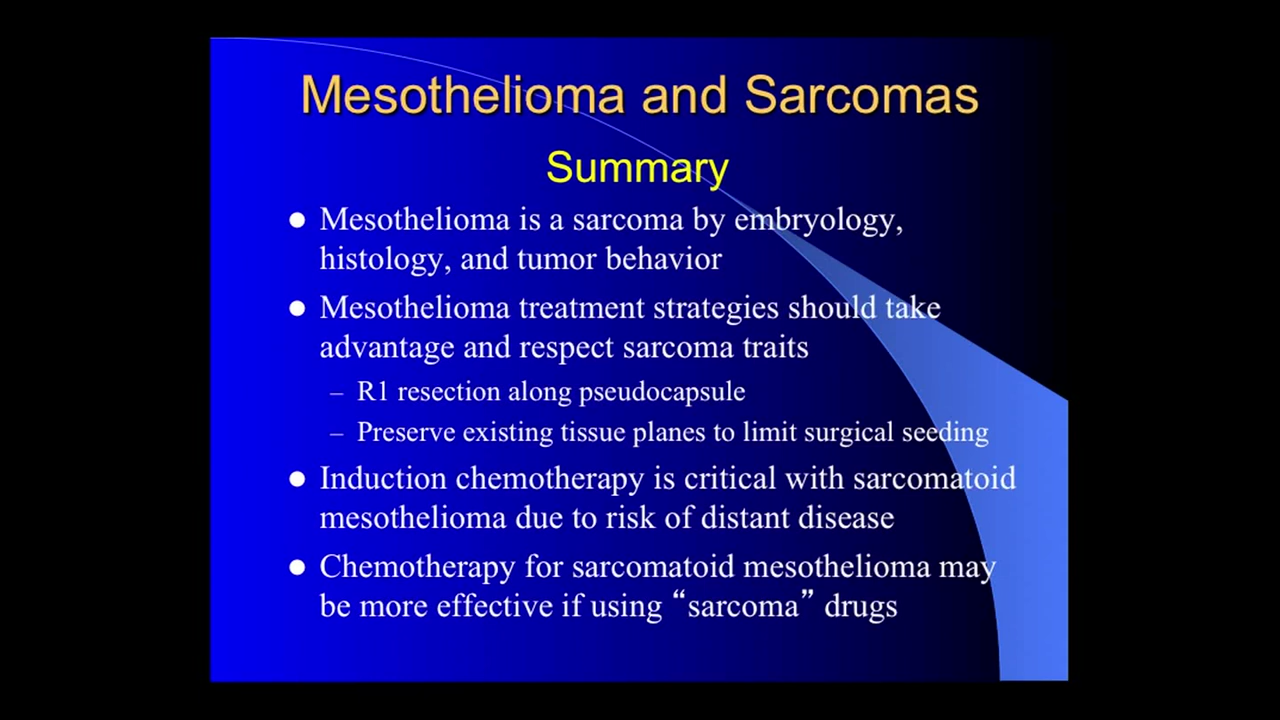 Mesothelioma and Sarcomas
Summary
● Mesothelioma is a sarcoma by embryology,
histology, and tumor behavior
● Mesothelioma treatment strategies should take
advantage and respect sarcoma traits
– R1 resection along pseudocapsule
– Preserve existing tissue planes to limit surgical seeding
● Induction chemotherapy is critical with sarcomatoid
mesothelioma due to risk of distant disease
● Chemotherapy for sarcomatoid mesothelioma may
be more effective if using “sarcoma” drugs